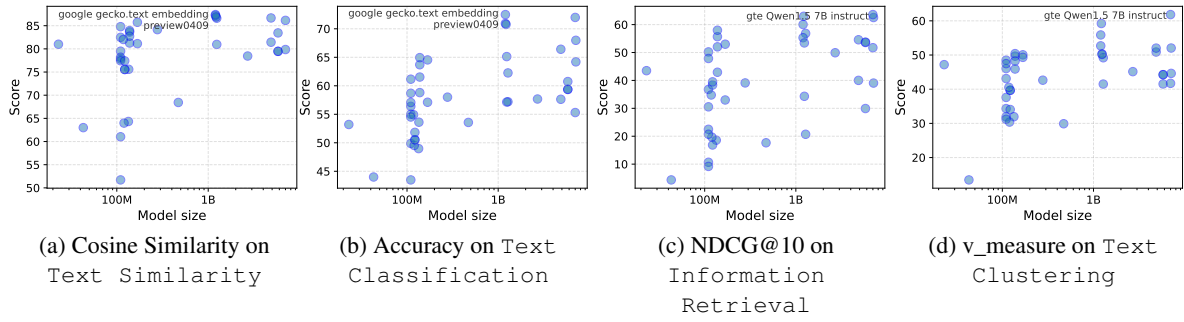 google gecko.text embedding
preview0409
85
80
75
70
65
60
55
50
Score
100M
1B
Model size
(a) Cosine Similarity on
Text Similarity
google gecko.text embedding
preview0409
70
65
60
55
50
45
Score
100M
1B
Model size
(b) Accuracy on Text
Classification
gte Qwen1.5 7B instruct
60
50
40
30
20
10
Score
100M
1B
Model size
(c) NDCG@10 on
Information
Retrieval
gte Qwen1.5 7B instruct
60
50
40
30
20
Score
100M
1B
Model size
(d) v_measure on Text
Clustering